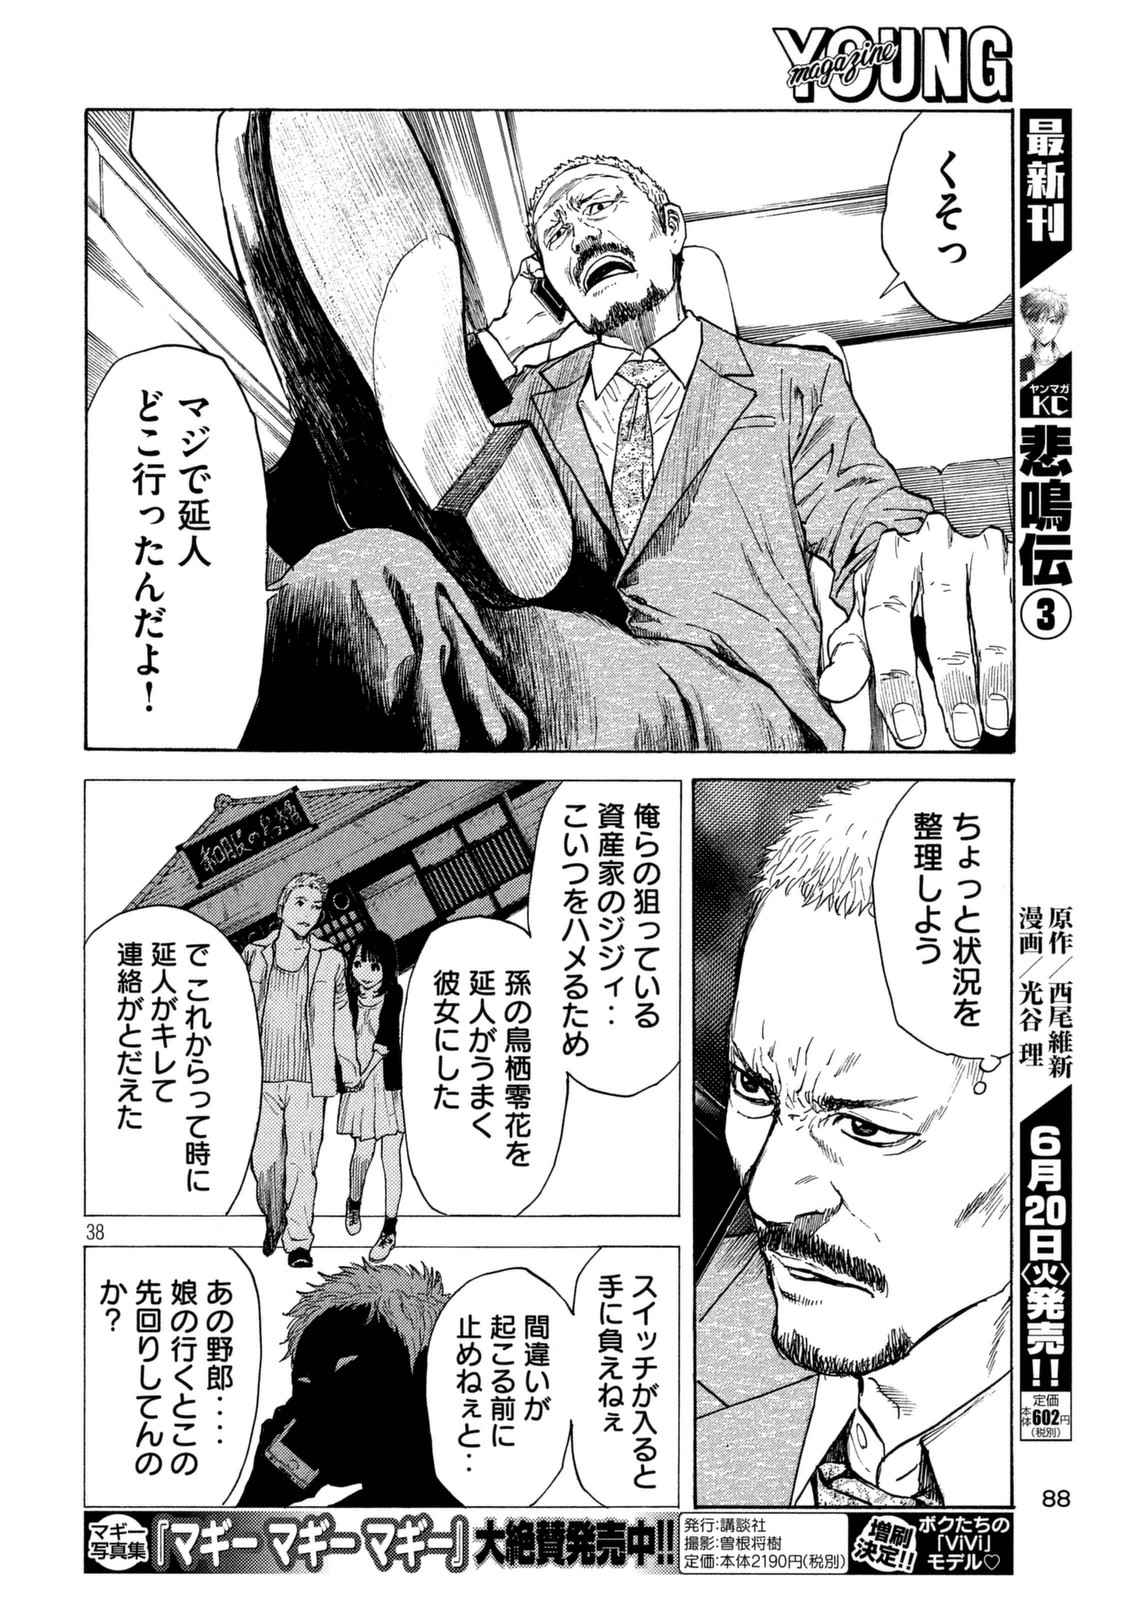 YOUNG
magazine
くそっ
マジで延人
どこ行ったんだよ！
ちょっと状況を
整理しよう
俺らの狙っている
資産家のジジィ‥
こいつをハメるため
孫の鳥栖零花を
延人がうまく
彼女にした
で これからって時に
延人がキレて
連絡がとだえた
スイッチが入ると
手に負えねぇ
間違いが
起こる前に
止めねぇと‥
あの野郎‥‥
娘の行くとこの
先回りしてんの
か？
38
最新刊
ヤンマガ
KC
悲鳴伝
3
原作／西尾維新
漫画／光谷 理
6月20日〈火〉発売!!
定価
本体602円
（税別）
88
マギー
写真集
『マギー マギー マギー』大絶賛発売中!!
発行：講談社
撮影：曽根将樹
定価：本体2190円（税別）
増刷
決定!!
ボクたちの
「ViVi」
モデル♡